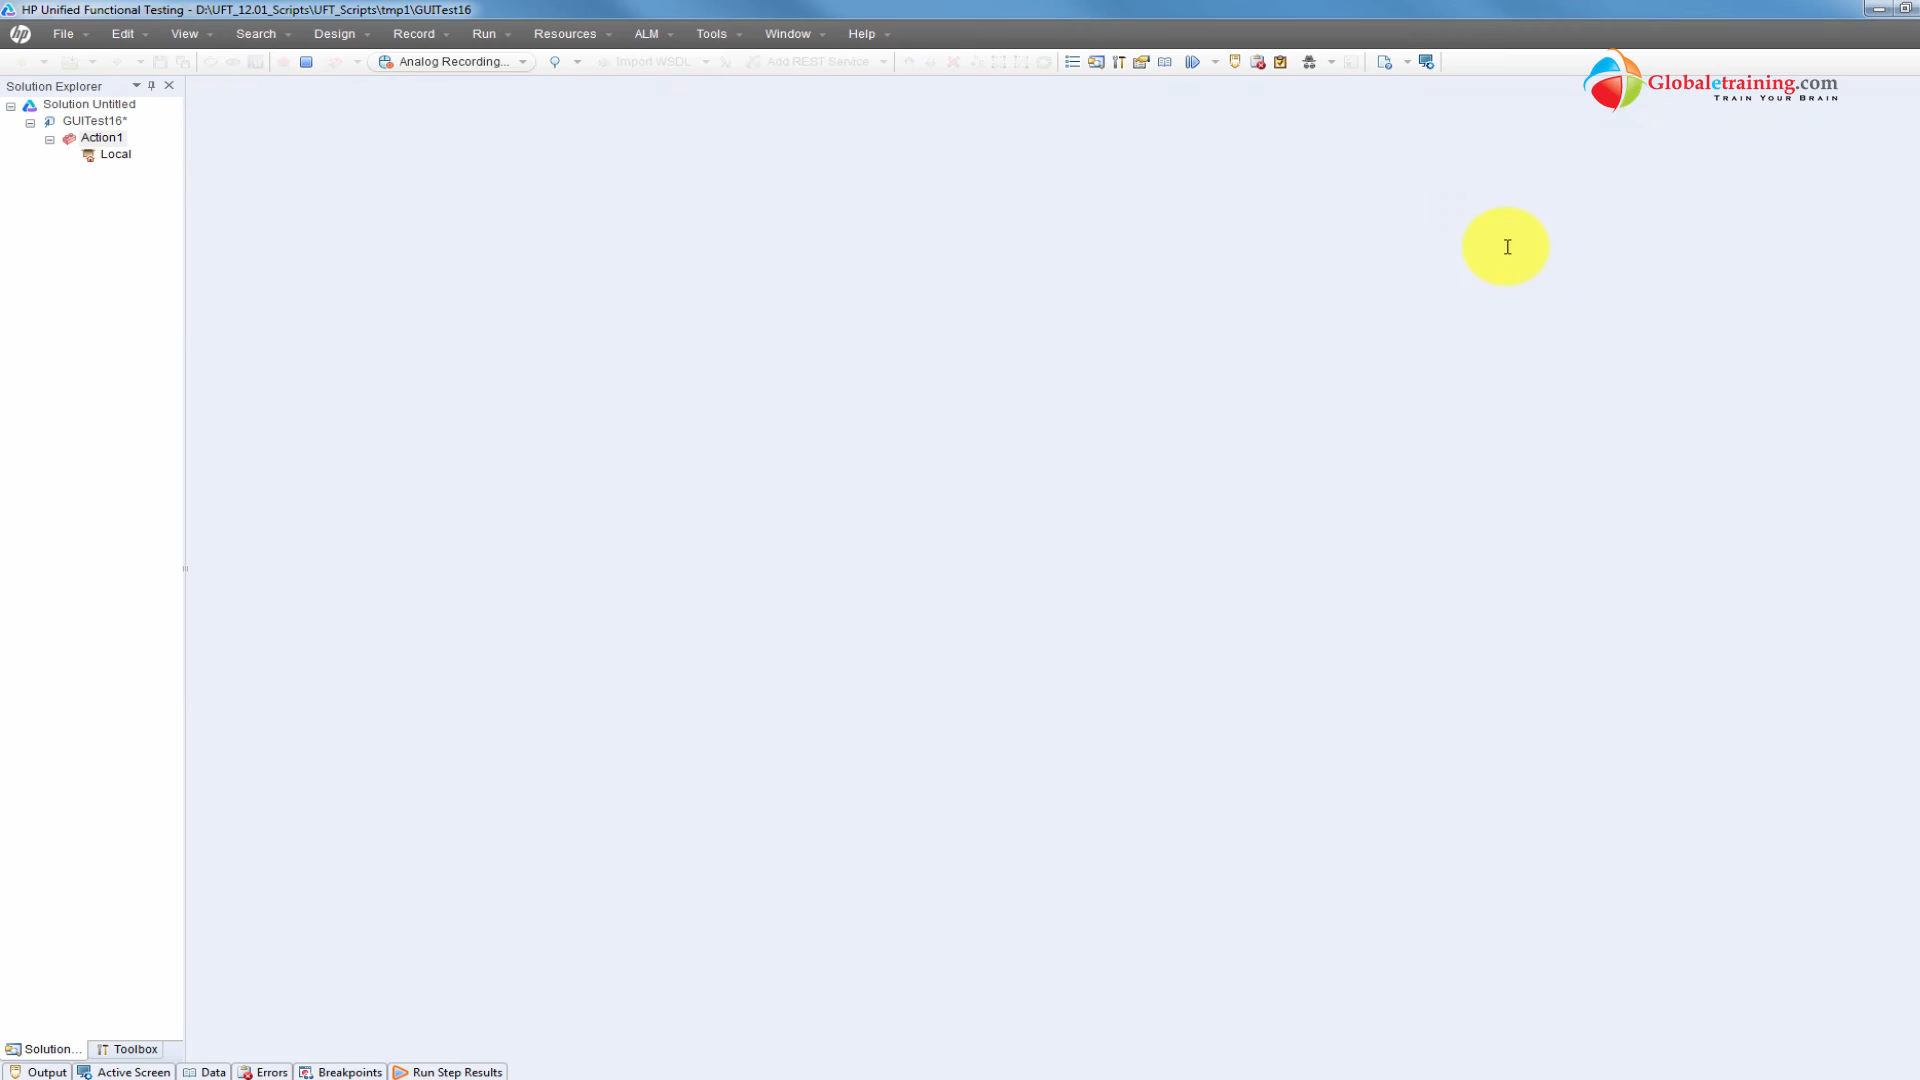 HP Unified Functional Testing - D:\UFT_12.01_Scripts\UFT_Scripts\tmp1\GUITest16
File Edit View Search Design Record Run Resources ALM Tools Window Help
Analog Recording... Import WSDL Add REST Service
Globaletraining.com
TRAIN YOUR BRAIN
Solution Explorer
Solution Untitled
GUITest16*
Action1
Local
Solution... Toolbox
Output Active Screen Data Errors Breakpoints Run Step Results